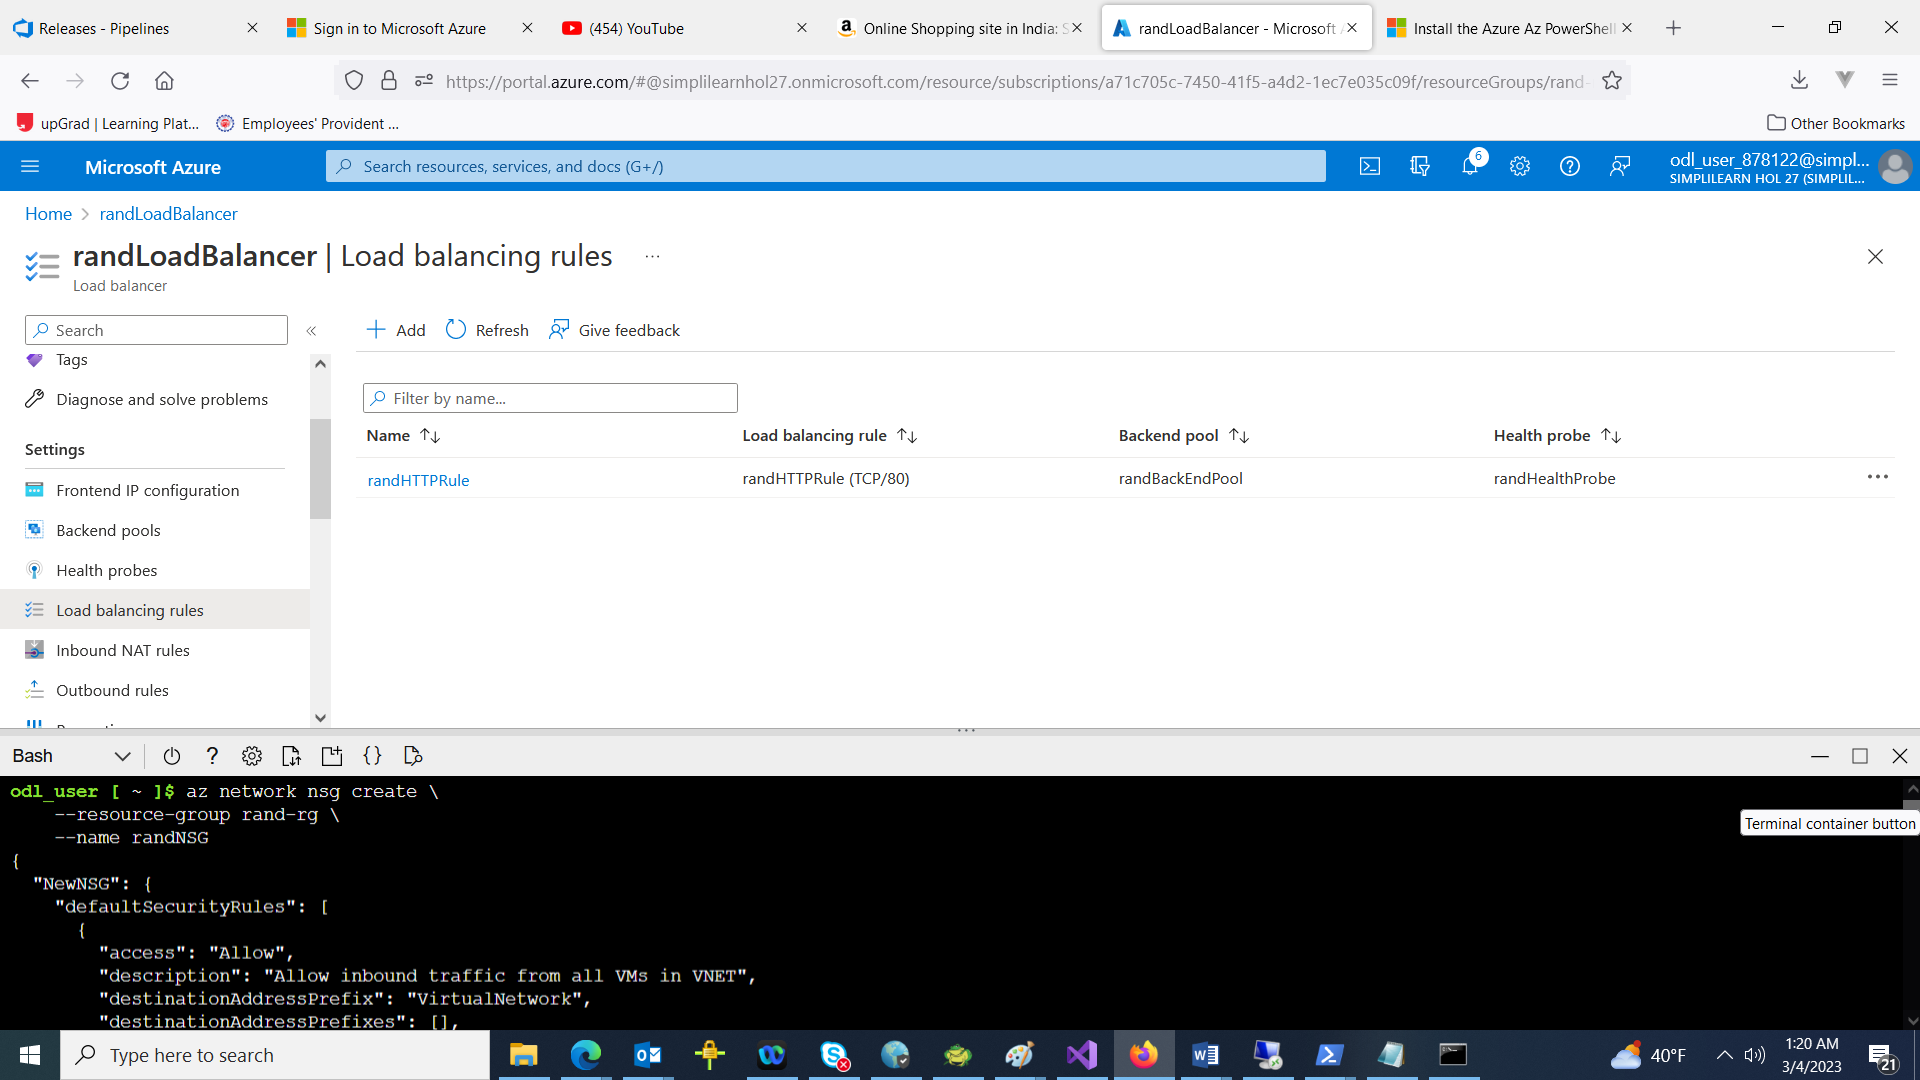 Releases - Pipelines
Sign in to Microsoft Azure
(454) YouTube
Online Shopping site in India: S
randLoadBalancer - Microsoft A
Install the Azure Az PowerShell
https://portal.azure.com/#@simplilearnhol27.onmicrosoft.com/resource/subscriptions/a71c705c-7450-41f5-a4d2-1ec7e035c09f/resourceGroups/rand-
upGrad | Learning Plat...
Employees' Provident ...
Other Bookmarks
Microsoft Azure
Search resources, services, and docs (G+/)
6
odl_user_878122@simpl...
SIMPLILEARN HOL 27 (SIMPLIL...
Home > randLoadBalancer
randLoadBalancer | Load balancing rules ...
Load balancer
Search
«
Add
Refresh
Give feedback
Tags
Diagnose and solve problems
Settings
Frontend IP configuration
Backend pools
Health probes
Load balancing rules
Inbound NAT rules
Outbound rules
Filter by name...
Name ↑↓ Load balancing rule ↑↓ Backend pool ↑↓ Health probe ↑↓
randHTTPRule randHTTPRule (TCP/80) randBackEndPool randHealthProbe ...
Bash
? { }
odl_user [ ~ ]$ az network nsg create \
--resource-group rand-rg \
--name randNSG
{
"NewNSG": {
"defaultSecurityRules": [
{
"access": "Allow",
"description": "Allow inbound traffic from all VMs in VNET",
"destinationAddressPrefix": "VirtualNetwork",
"destinationAddressPrefixes": [],
Terminal container button
Type here to search
40°F
1:20 AM
3/4/2023
21